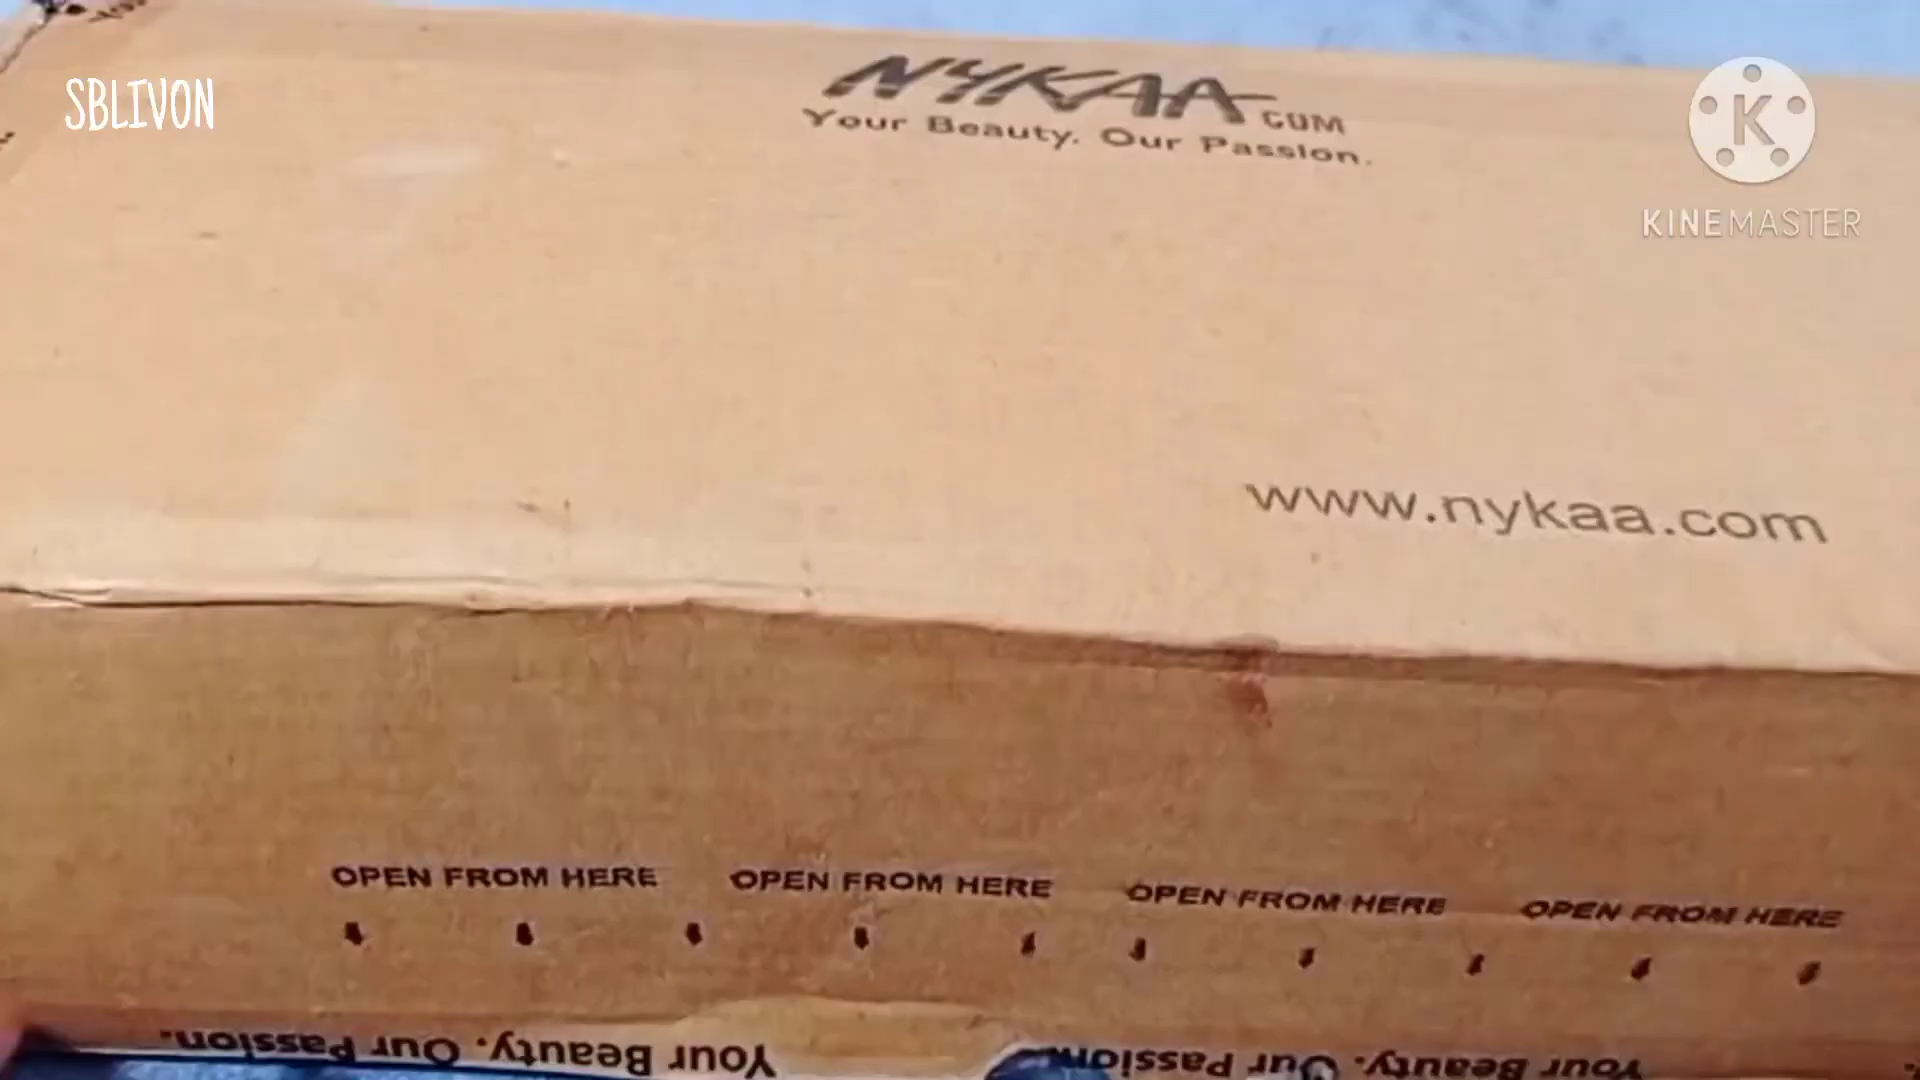 SBLIVON
NYKAA.COM
Your Beauty. Our Passion.
K
KINEMASTER
www.nykaa.com
OPEN FROM HERE OPEN FROM HERE OPEN FROM HERE OPEN FROM HERE
Your Beauty. Our Passion. Your Beauty. Our Passion.